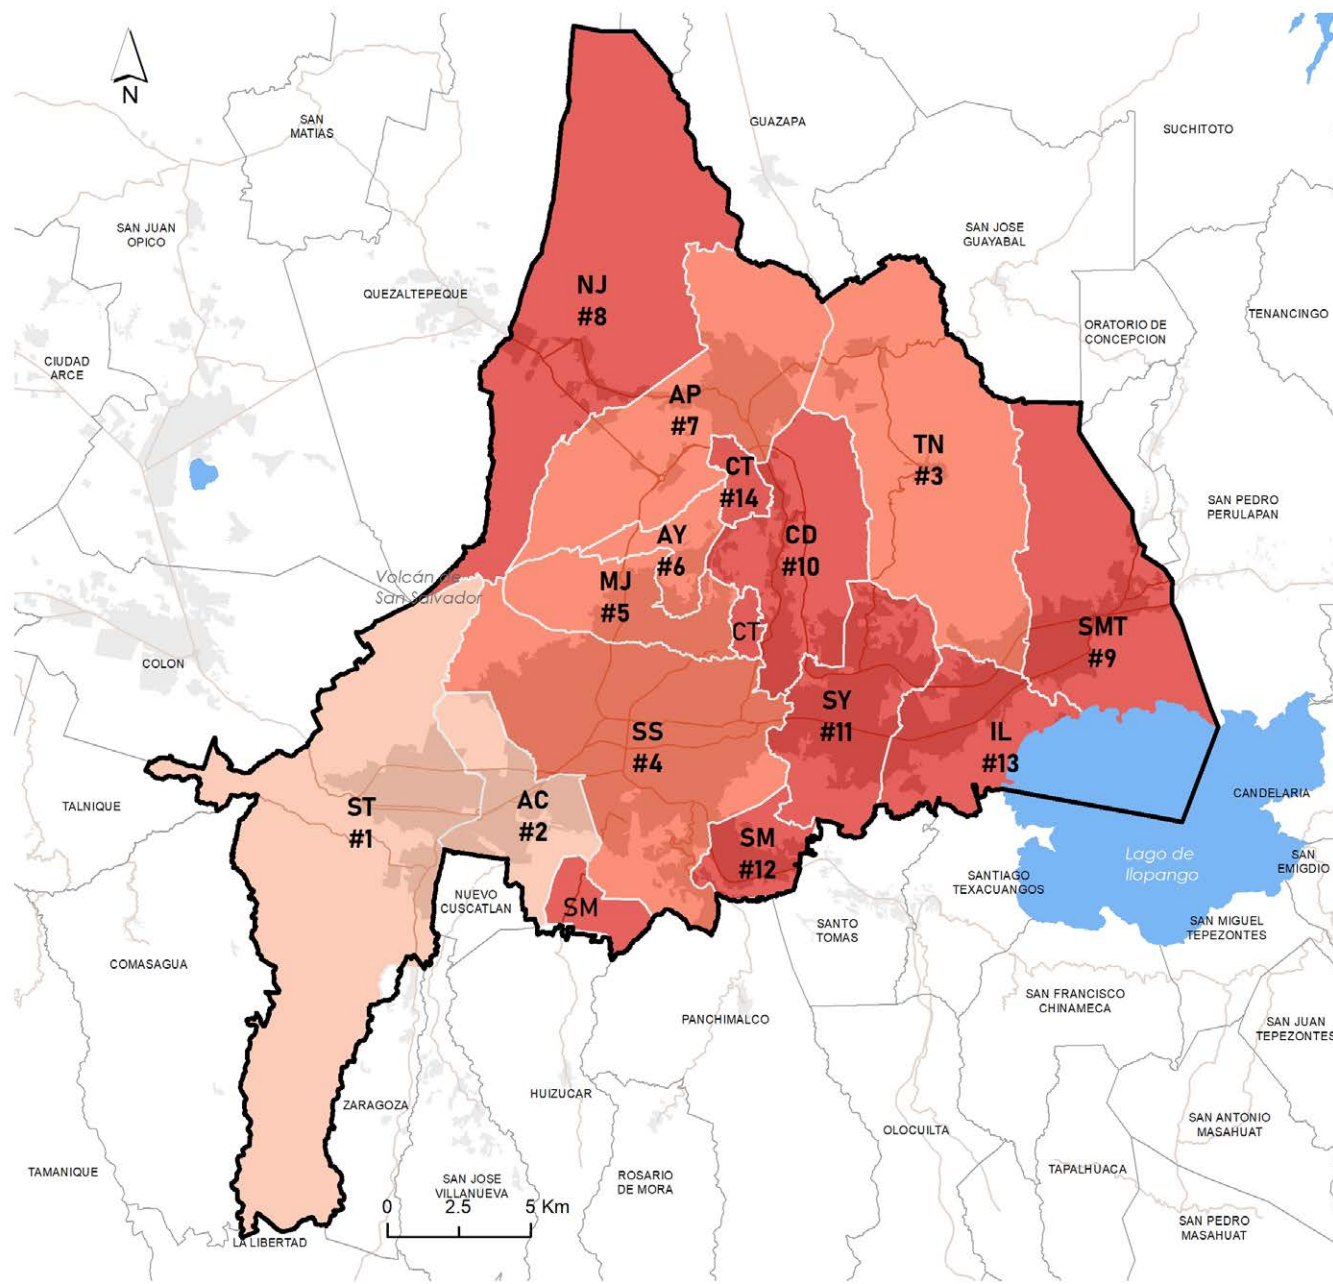 N
SAN
MATIAS
GUAZAPA
SUCHITOTO
SAN JUAN
OPICO
SAN JOSE
GUAYABAL
QUEZALTEPEQUE
NJ
#8
TENANCINGO
ORATORIO DE
CONCEPCION
CIUDAD
ARCE
AP
#7
TN
#3
CT
#14
SAN PEDRO
PERULAPAN
AY
#6
CD
#10
MJ
#5
Volcán de
San Salvador
CT
SMT
#9
COLON
SY
#11
SS
#4
IL
#13
TALNIQUE
ST
#1
AC
#2
CANDELARIA
SM
#12
Lago de
Ilopango
SAN
EMIGDIO
SANTIAGO
TEXACUANGOS
NUEVO
CUSCATLAN
SM
SANTO
TOMAS
SAN MIGUEL
TEPEZONTES
COMASAGUA
SAN FRANCISCO
CHINAMECA
PANCHIMALCO
SAN JUAN
TEPEZONTES
HUIZUCAR
ZARAGOZA
SAN ANTONIO
MASAHUAT
OLOCUILTA
TAMANIQUE
SAN JOSE
VILLANUEVA
ROSARIO
DE MORA
TAPALHUACA
0 2.5 5 Km
SAN PEDRO
MASAHUAT
LA LIBERTAD